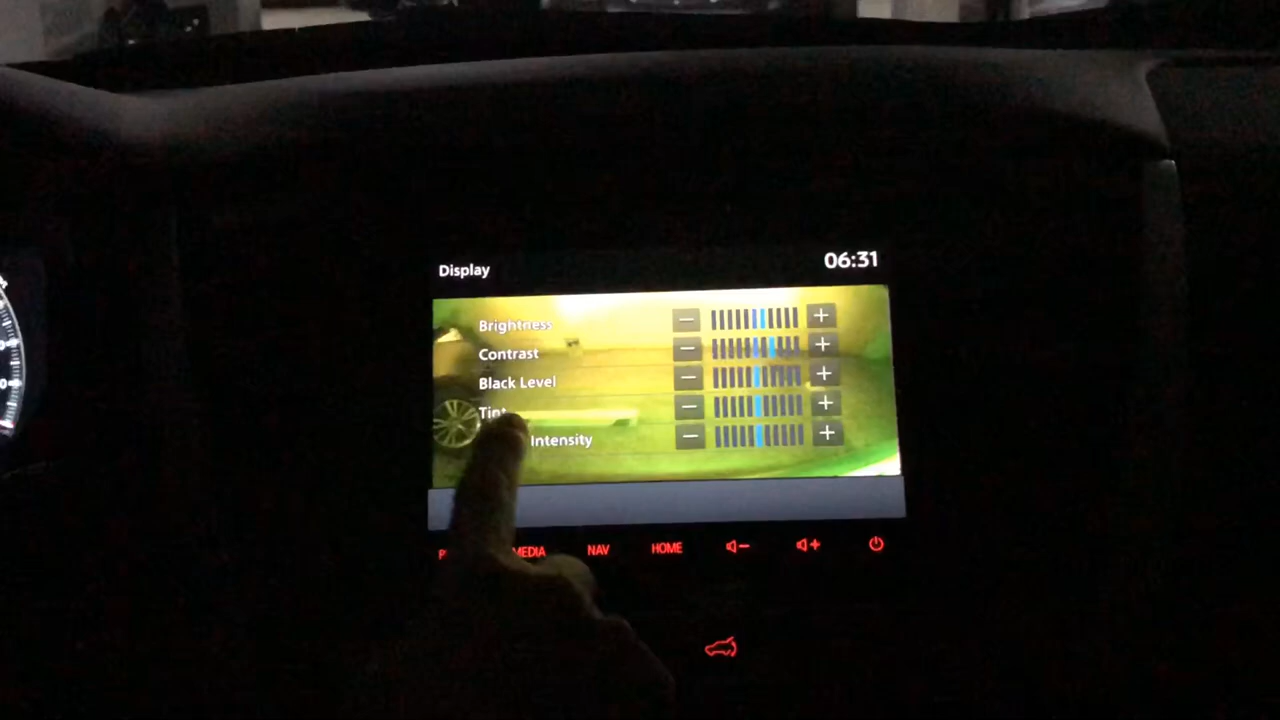 Display 06:31
Brightness
Contrast
Black Level
Tint
Intensity
MEDIA NAV HOME